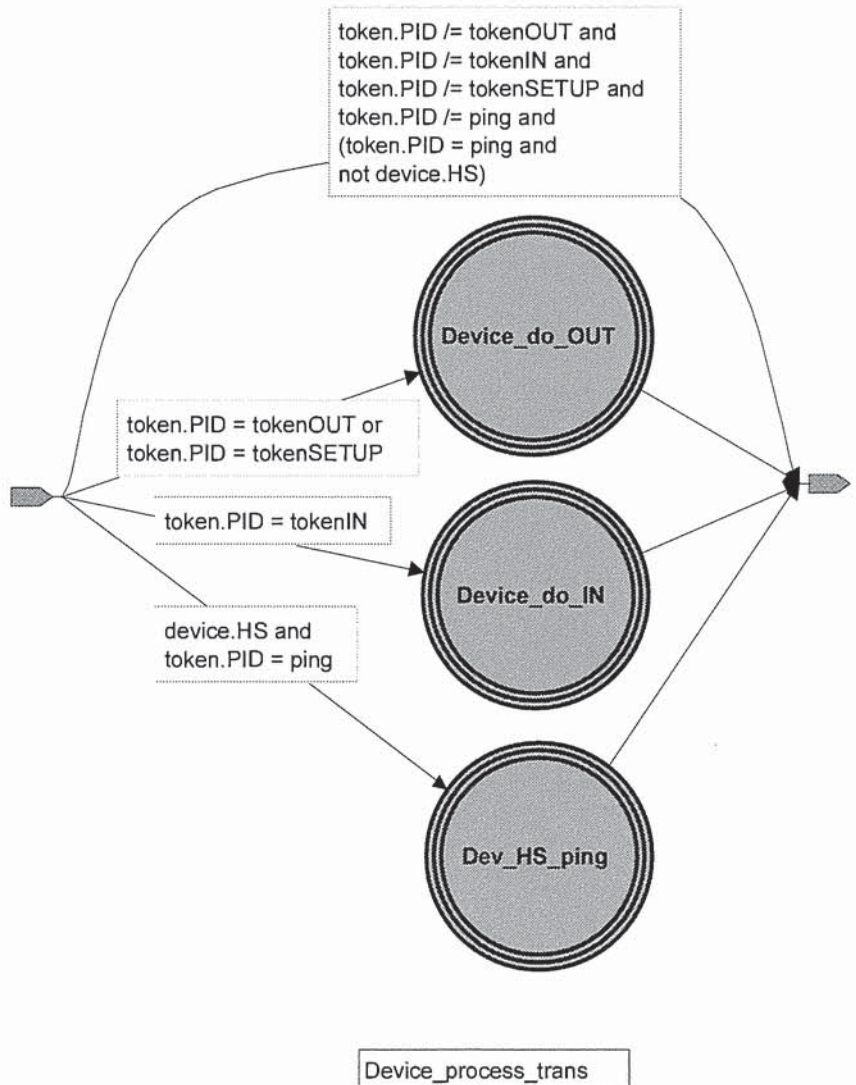 token.PID /= tokenOUT and
token.PID /= tokenIN and
token.PID /= tokenSETUP and
token.PID /= ping and
(token.PID = ping and
not device.HS)
Device_do_OUT
token.PID = tokenOUT or
token.PID = tokenSETUP
token.PID = tokenIN
Device_do_IN
device.HS and
token.PID = ping
Dev_HS_ping
Device_process_trans